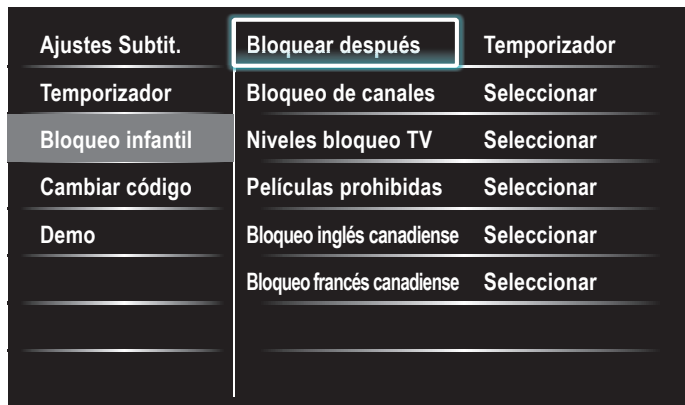 Ajustes Subtit.
Temporizador
Bloqueo infantil
Cambiar código
Demo
Bloquear después Temporizador
Bloqueo de canales Seleccionar
Niveles bloqueo TV Seleccionar
Películas prohibidas Seleccionar
Bloqueo inglés canadiense Seleccionar
Bloqueo francés canadiense Seleccionar